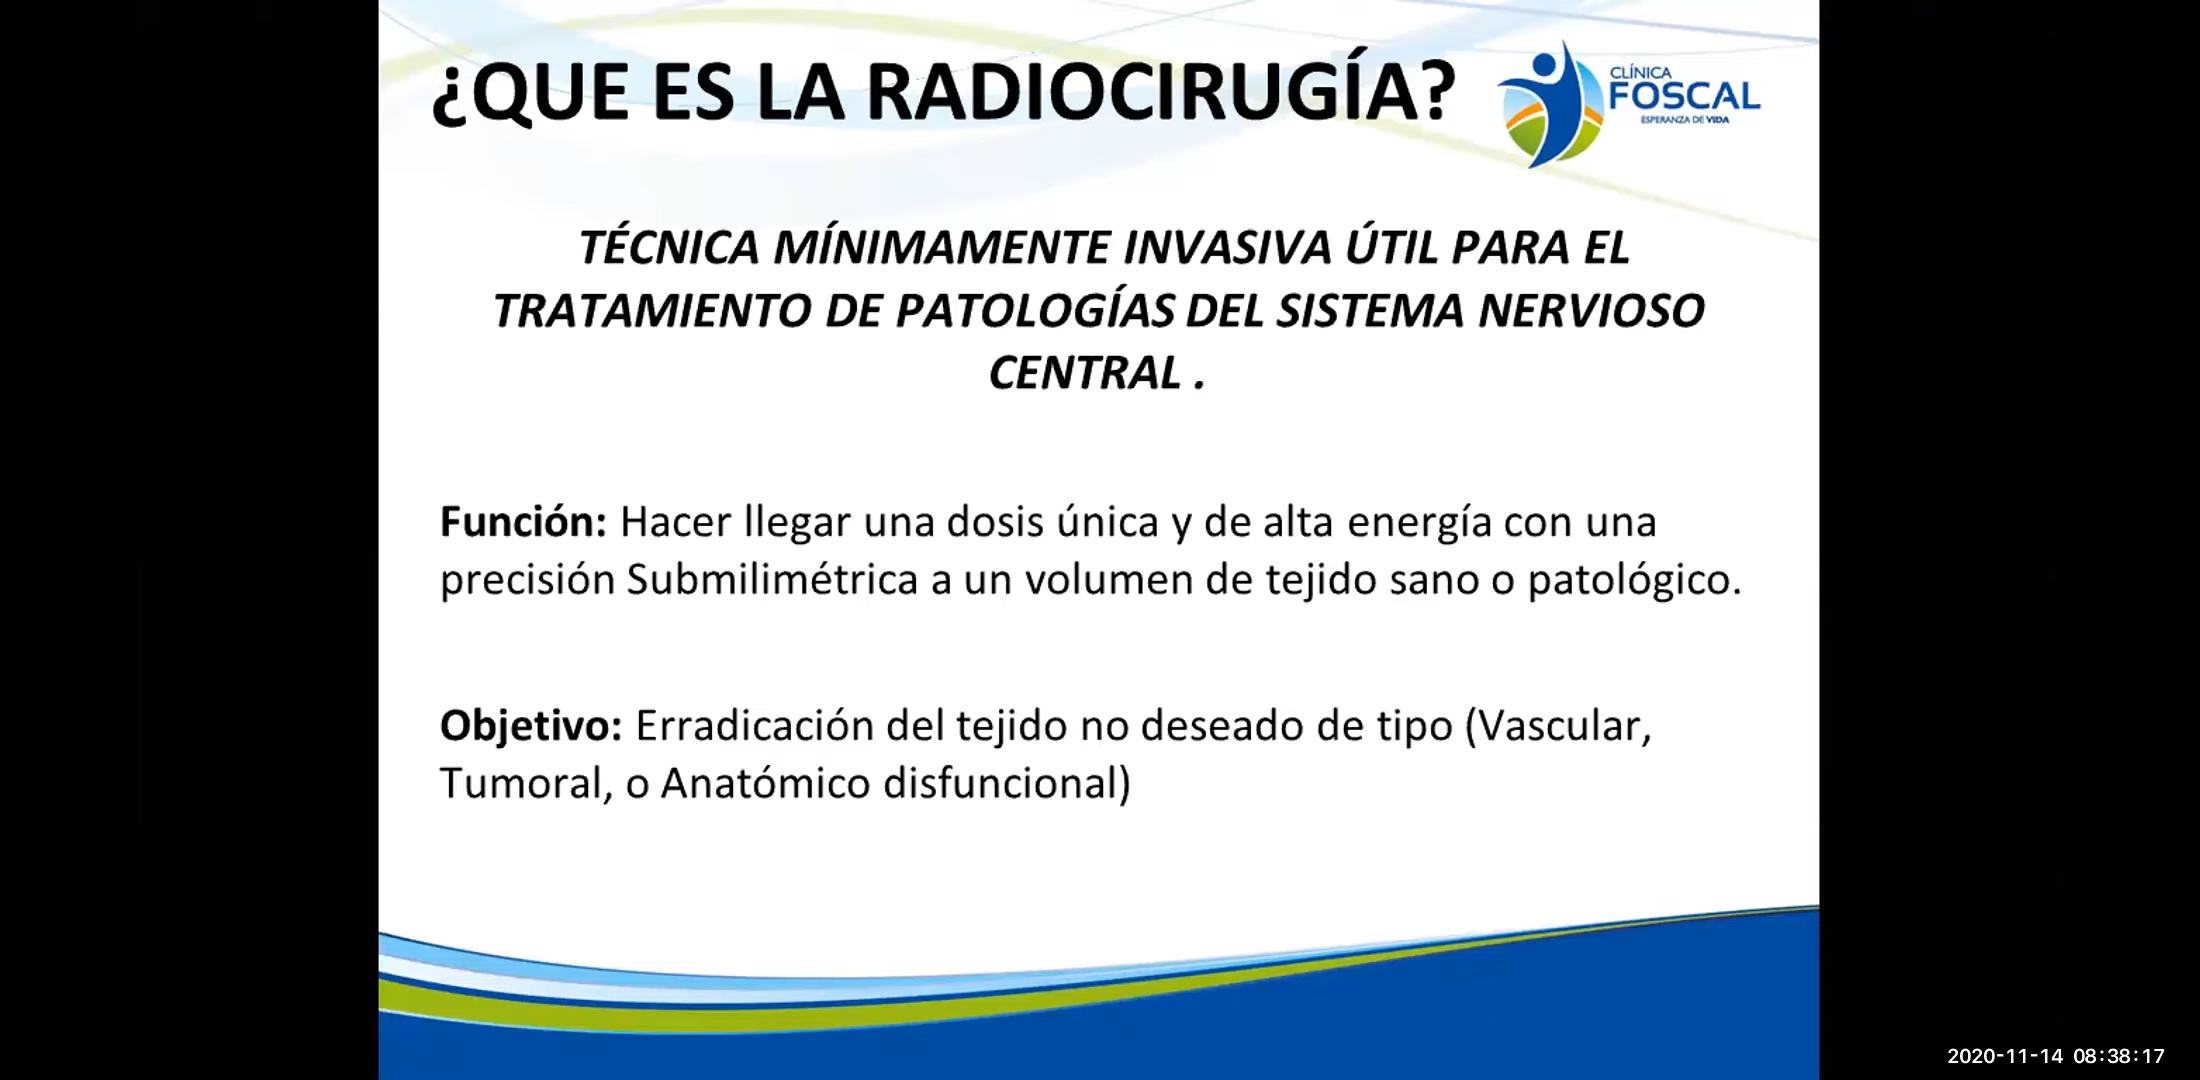 ¿QUE ES LA RADIOCIRUGÍA?
CLÍNICA
FOSCAL
ESPERANZA DE VIDA
TÉCNICA MÍNIMAMENTE INVASIVA ÚTIL PARA EL
TRATAMIENTO DE PATOLOGÍAS DEL SISTEMA NERVIOSO
CENTRAL .
Función: Hacer llegar una dosis única y de alta energía con una
precisión Submilimétrica a un volumen de tejido sano o patológico.
Objetivo: Erradicación del tejido no deseado de tipo (Vascular,
Tumoral, o Anatómico disfuncional)
2020-11-14 08:38:17